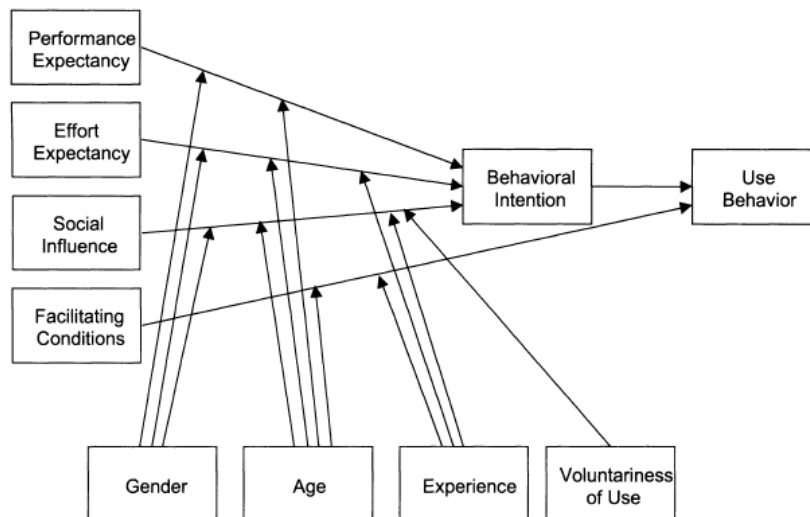 Performance
Expectancy
Effort
Expectancy
Social
Influence
Facilitating
Conditions
Behavioral
Intention
Use
Behavior
Gender
Age
Experience
Voluntariness
of Use